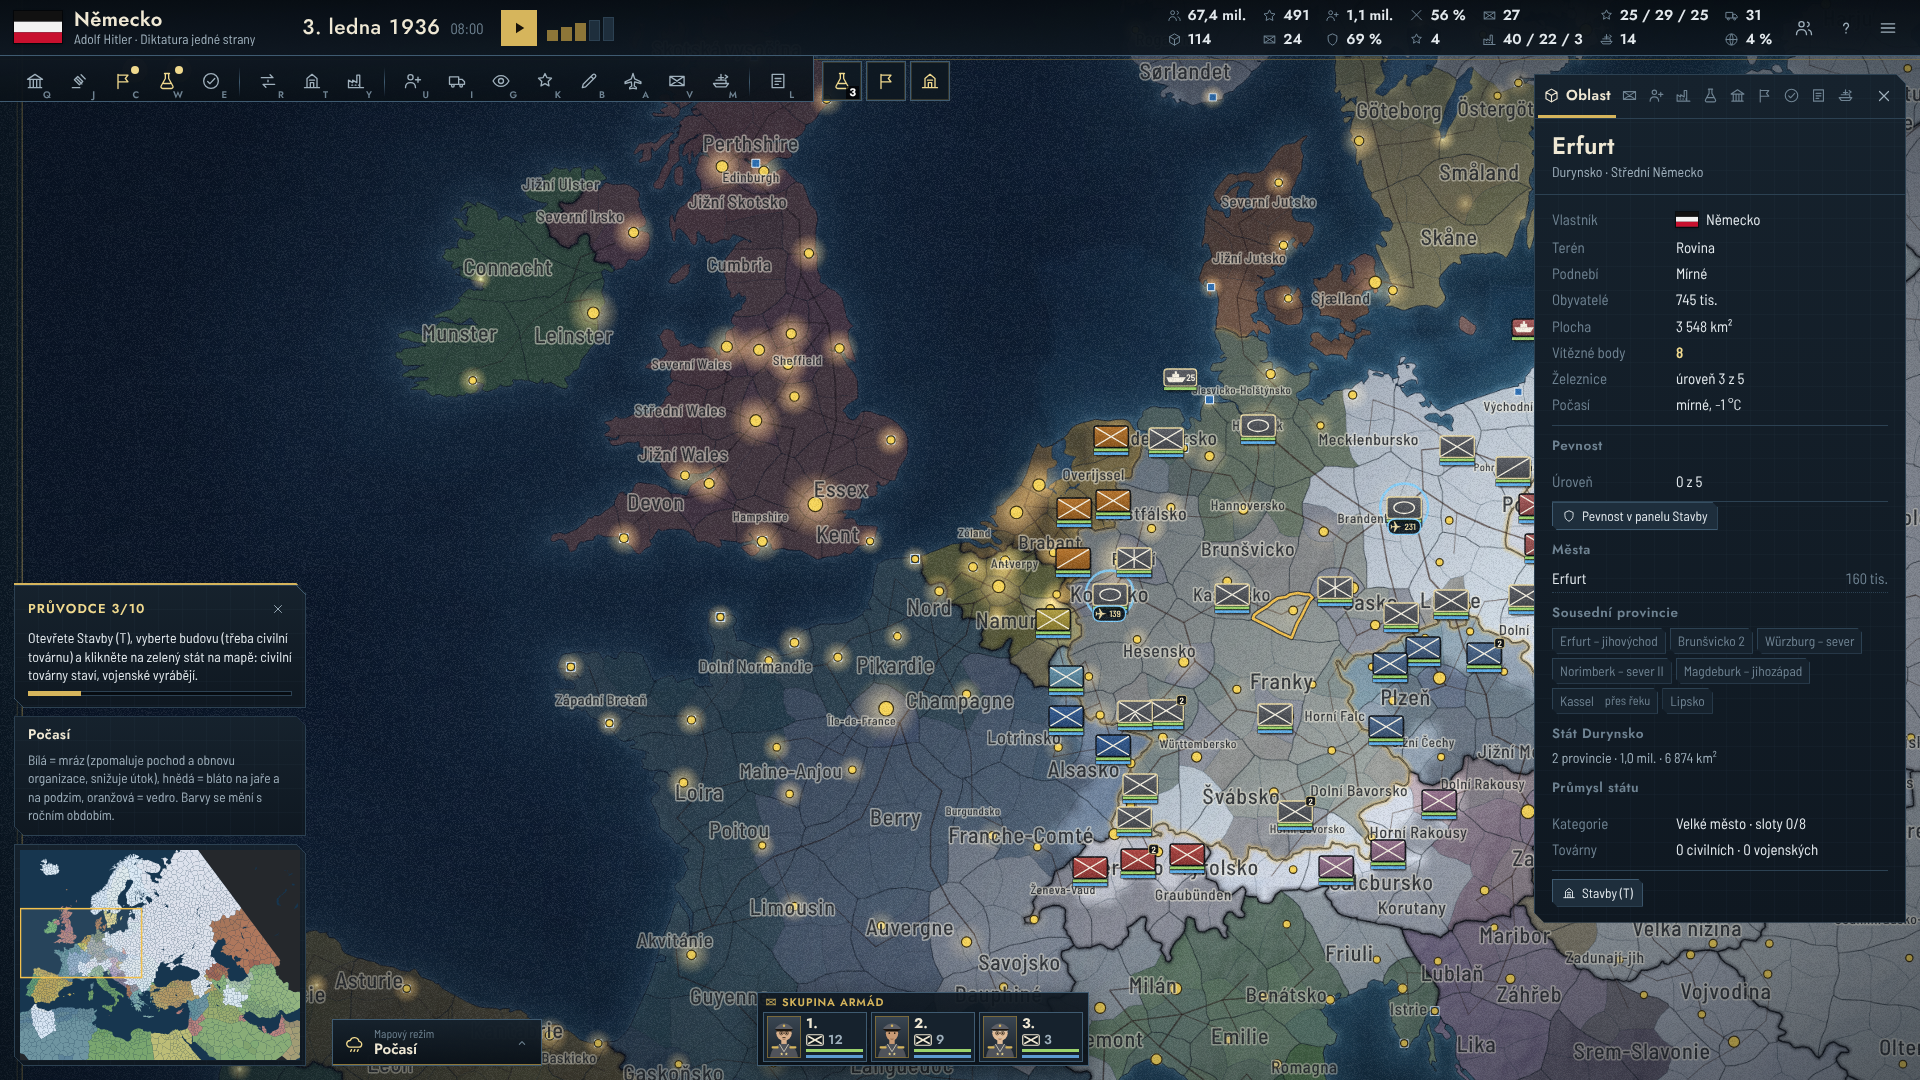 Německo
Adolf Hitler · Diktatura jedné strany
3. ledna 1936 08:00
67,4 mil. 491 1,1 mil. 56 % 27 25 / 29 / 25 31
114 24 69 % 4 40 / 22 / 3 14 4 %
?
Q J C W E R T Y U I G K B A V M L
3
Oblast
Erfurt
Durynsko · Střední Německo
Vlastník Německo
Terén Rovina
Podnebí Mírné
Obyvatelé 745 tis.
Plocha 3 548 km²
Vítězné body 8
Železnice úroveň 3 z 5
Počasí mírné, -1 °C
Pevnost
Úroveň 0 z 5
Pevnost v panelu Stavby
Města
Erfurt 160 tis.
Sousední provincie
Erfurt – jihovýchod Brunšvicko 2 Würzburg – sever
Norimberk – sever II Magdeburk – jihozápad
Kassel přes řeku Lipsko
Stát Durynsko
2 provincie · 1,0 mil. · 6 874 km²
Průmysl státu
Kategorie Velké město · sloty 0/8
Továrny 0 civilních · 0 vojenských
Stavby (T)
Sørlandet
Göteborg
Perthshire
Edinburgh
Jižní Ulster
Severní Irsko
Jižní Skotsko
Severní Jutsko
Småland
Skåne
Connacht
Cumbria
Jižní Jutsko
Sjælland
Munster
Leinster
Severní Wales
Sheffield
25
Střední Wales
Mecklenbursko
Jižní Wales
Overijssel
Essex
Devon
Hampshire
Kent
Zéland
Hannoversko
Brabant
Brunšvicko
231
Antverpy
139
Nord
Namur
Hesensko
Dolní Normandie
Pikardie
Západní Bretaň
Île-de-France
Champagne
Franky
Plzeň
2
Horní Falc
Lotrinsko
Württembersko
Alsasko
Maine-Anjou
Loira
Švábsko
Dolní Bavorsko
Dolní Rakousy
Burgundsko
Berry
Poitou
Franche-Comté
Horní Rakousy
Ženeva-Vaud
Graubünden
Limousin
Korutany
Auvergne
Akvitánie
Savojsko
Friuli
Maribor
Velká nížina
Zadunají-jih
Asturie
Milán
Lublaň
Benátsko
Záhřeb
Vojvodina
Istrie
Emilie
Lika
Srem-Slavonie
Romagna
Baskicko
Gaskoňsko
Languedoc
PRŮVODCE 3/10
Otevřete Stavby (T), vyberte budovu (třeba civilní
továrnu) a klikněte na zelený stát na mapě: civilní
továrny staví, vojenské vyrábějí.
Počasí
Bílá = mráz (zpomaluje pochod a obnovu
organizace, snižuje útok), hnědá = bláto na jaře a
na podzim, oranžová = vedro. Barvy se mění s
ročním obdobím.
Mapový režim
Počasí
SKUPINA ARMÁD
1. 12
2. 9
3. 3